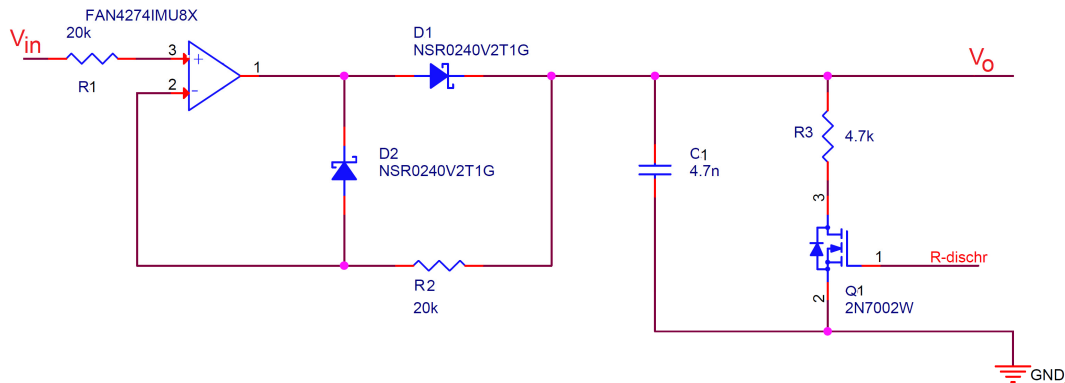 FAN4274IMU8X
20k
Vin
R1
3
2
1
+
-
D1
NSR0240V2T1G
D2
NSR0240V2T1G
R2
20k
C1
4.7n
Vo
R3
4.7k
3
1
R-dischr
2
Q1
2N7002W
GND